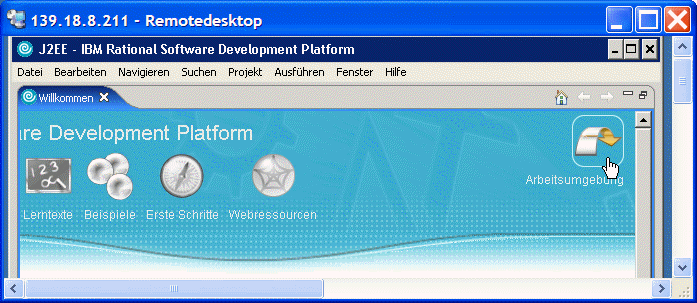 139.18.8.211 - Remotedesktop
J2EE - IBM Rational Software Development Platform
Datei Bearbeiten Navigieren Suchen Projekt Ausführen Fenster Hilfe
Willkommen
re Development Platform
123
Arbeitsumgebung
Lerntexte Beispiele Erste Schritte Webressourcen